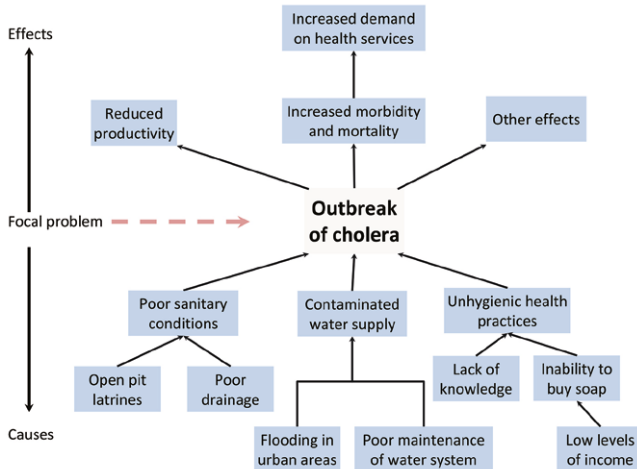 Effects
Increased demand
on health services
Reduced
productivity
Increased morbidity
and mortality
Other effects
Focal problem
Outbreak
of cholera
Poor sanitary
conditions
Contaminated
water supply
Unhygienic health
practices
Open pit
latrines
Poor
drainage
Lack of
knowledge
Inability to
buy soap
Causes
Flooding in
urban areas
Poor maintenance
of water system
Low levels
of income